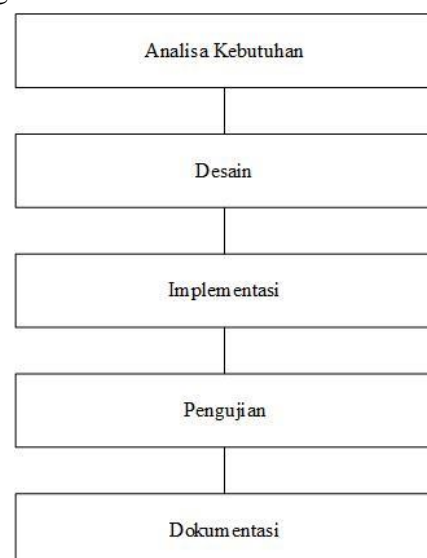 Analisa Kebutuhan
Desain
Implementasi
Pengujian
Dokumentasi